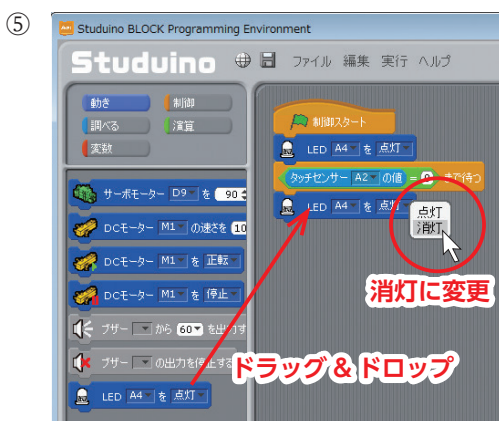 ⑤
Studuino BLOCK Programming Environment
Studuino ファイル 編集 実行 ヘルプ
動き 制御
調べる 演算
変数
サーボモーター D9 を 90
DCモーター M1 の速さを 10
DCモーター M1 を 正転
DCモーター M1 を 停止
ブザー から 60 を出力す
ブザー の出力を停止する
LED A4 を 点灯
制御スタート
LED A4 を 点灯
タッチセンサー A2 の値 = 0 まで待つ
LED A4 を 点灯
点灯
消灯
消灯に変更
ドラッグ&ドロップ